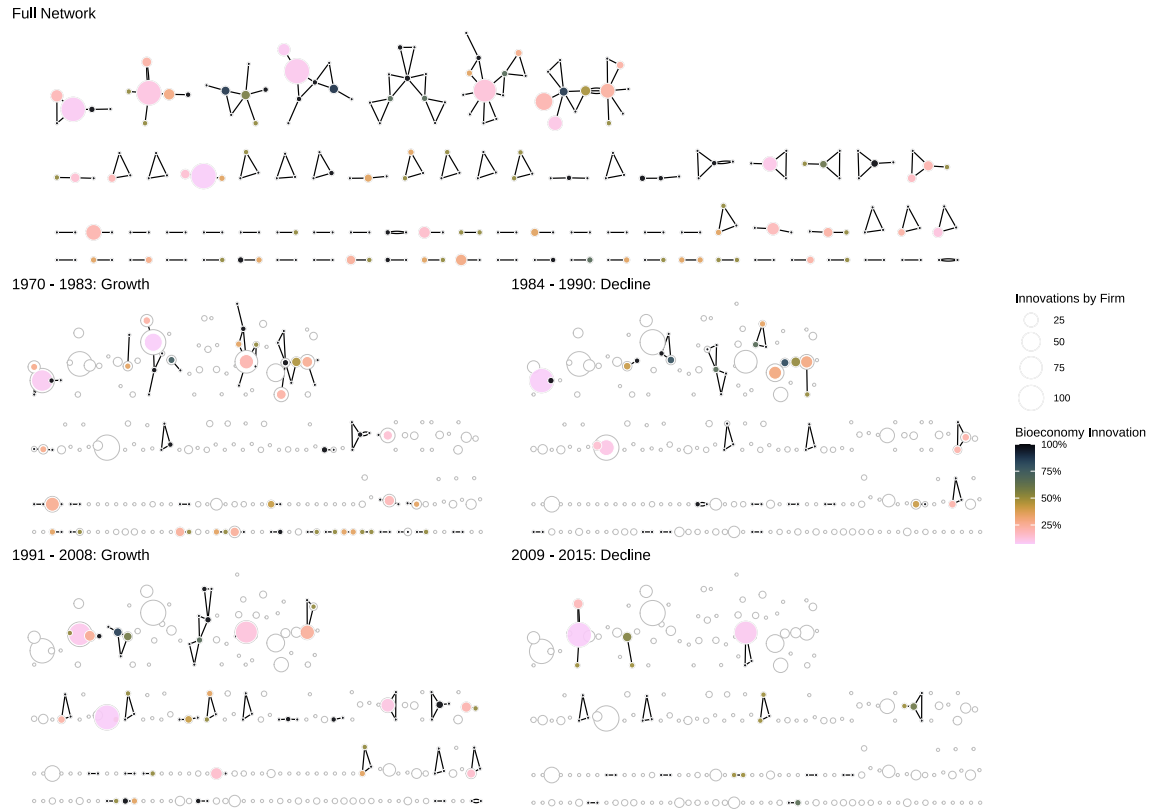 Full Network
1970 - 1983: Growth
1984 - 1990: Decline
Innovations by Firm
25
50
75
100
Bioeconomy Innovation
100%
75%
50%
25%
1991 - 2008: Growth
2009 - 2015: Decline